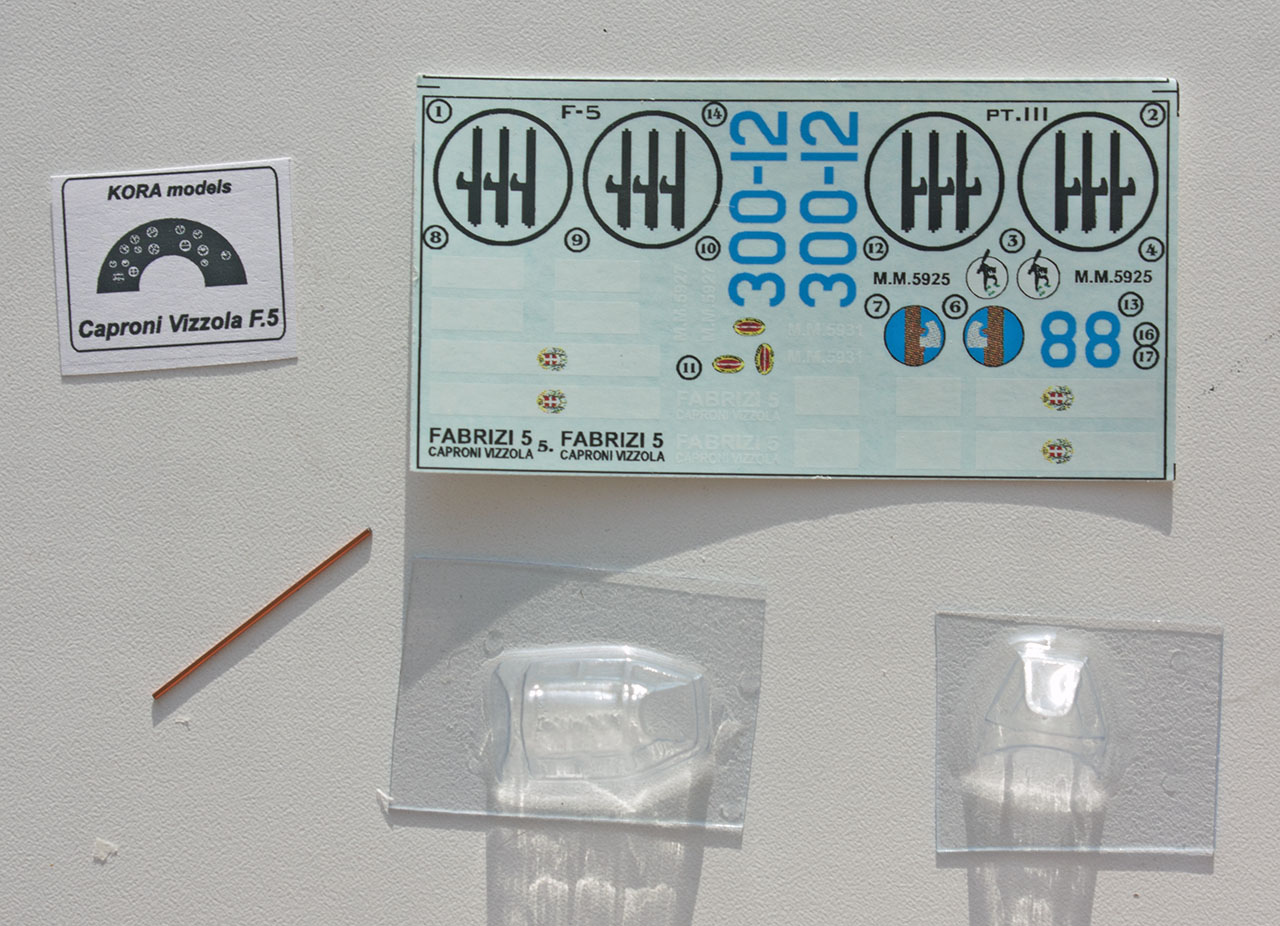 KORA models
Caproni Vizzola F.5
1
F-5
14
300-12
300-12
PT.III
2
8
9
10
12
3
4
M.M.5925
M.M.5925
7
6
88
13
16
17
M.M.5931
M.M.5931
11
M.M.5931
M.M.5931
FABRIZI 5
CAPRONI VIZZOLA
FABRIZI 5
CAPRONI VIZZOLA
FABRIZI 5
CAPRONI VIZZOLA
5.
FABRIZI 5
CAPRONI VIZZOLA